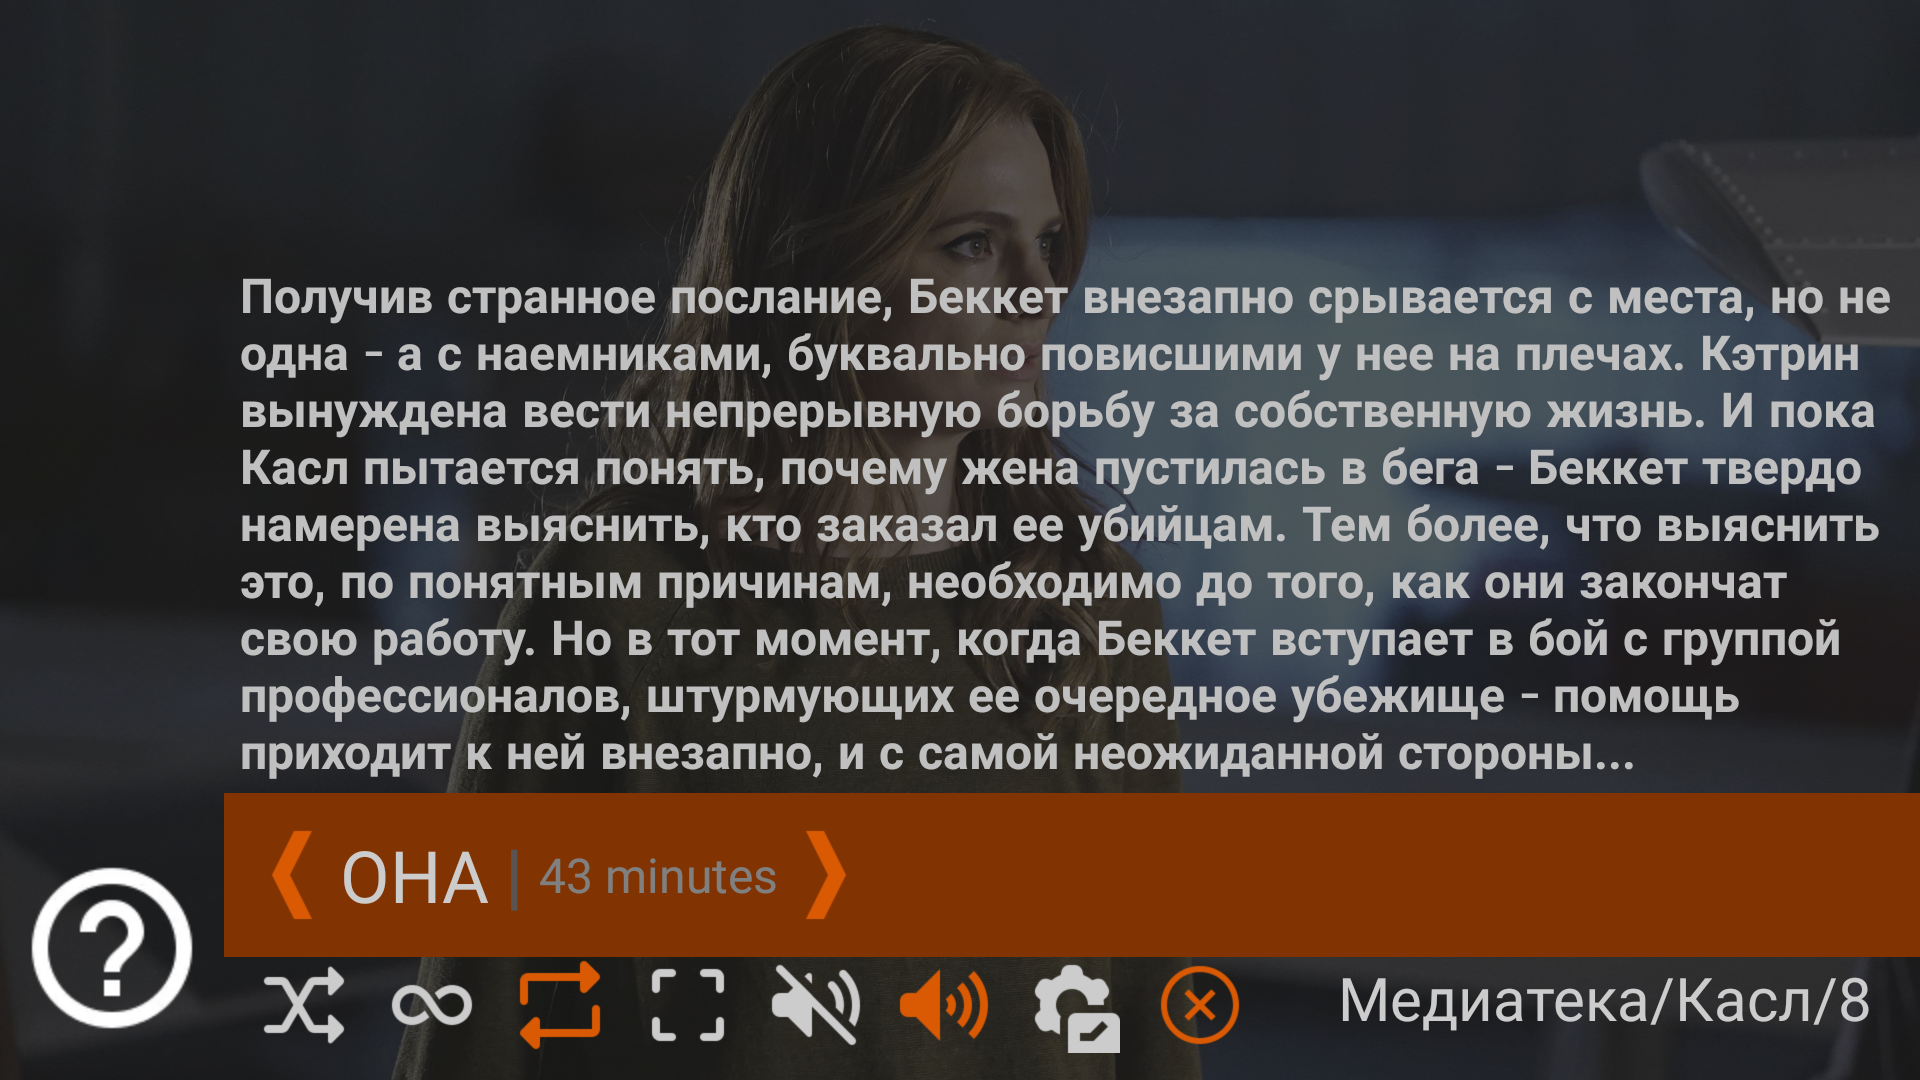 Получив странное послание, Беккет внезапно срывается с места, но не
одна - а с наемниками, буквально повисшими у нее на плечах. Кэтрин
вынуждена вести непрерывную борьбу за собственную жизнь. И пока
Касл пытается понять, почему жена пустилась в бега - Беккет твердо
намерена выяснить, кто заказал ее убийцам. Тем более, что выяснить
это, по понятным причинам, необходимо до того, как они закончат
свою работу. Но в тот момент, когда Беккет вступает в бой с группой
профессионалов, штурмующих ее очередное убежище - помощь
приходит к ней внезапно, и с самой неожиданной стороны...
ОНА | 43 minutes
Медиатека/Касл/8